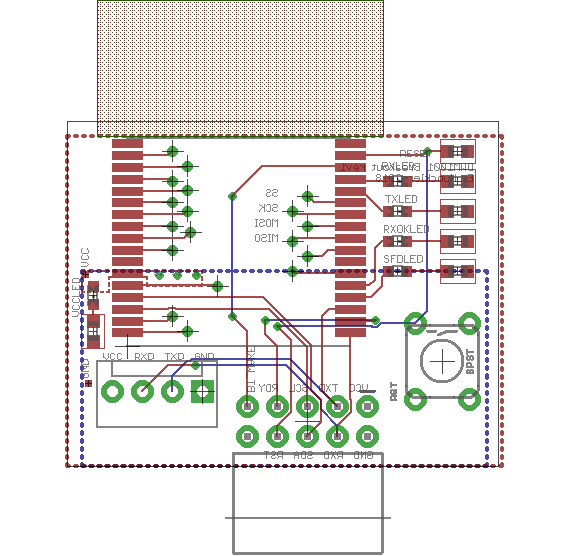 RESET
RXLED
TXLED
RXOKLED
SFDLED
SS
SCK
MOSI
MISO
VCC
VCCLED
GND
VCC RXD TXD GND
BI WAKE
RDY SCL TXD VCC
RST SDA RXD GND
RST
BPST